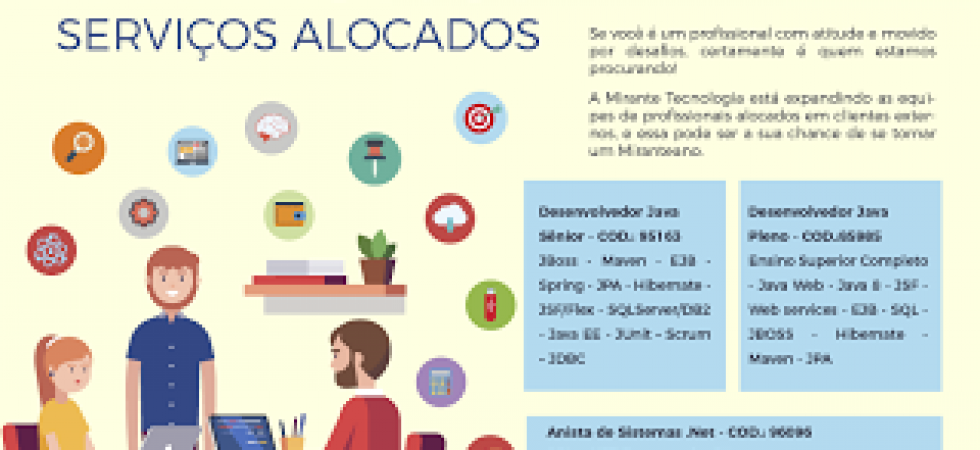 SERVIÇOS ALOCADOS
Se você é um profissional com atitude e movido
por desafios, certamente é quem estamos
procurando!
A Mirante Tecnologia está expandindo as equi-
pes de profissionais alocados em clientes exter-
nos, e essa pode ser a sua chance de se tornar
um Miranteano.
Desenvolvedor Java
Sênior - COD.: 95163
JBoss - Maven - EJB -
Spring - JPA - Hibernate -
JSF/Flex - SQLServer/DB2
- Java EE - JUnit - Scrum
- JDBC
Desenvolvedor Java
Pleno - COD.:85985
Ensino Superior Completo
- Java Web - Java 8 - JSF -
Web services - EJB - SQL -
JBOSS - Hibernate -
Maven - JPA
Anista de Sistemas .Net - COD.: 96096